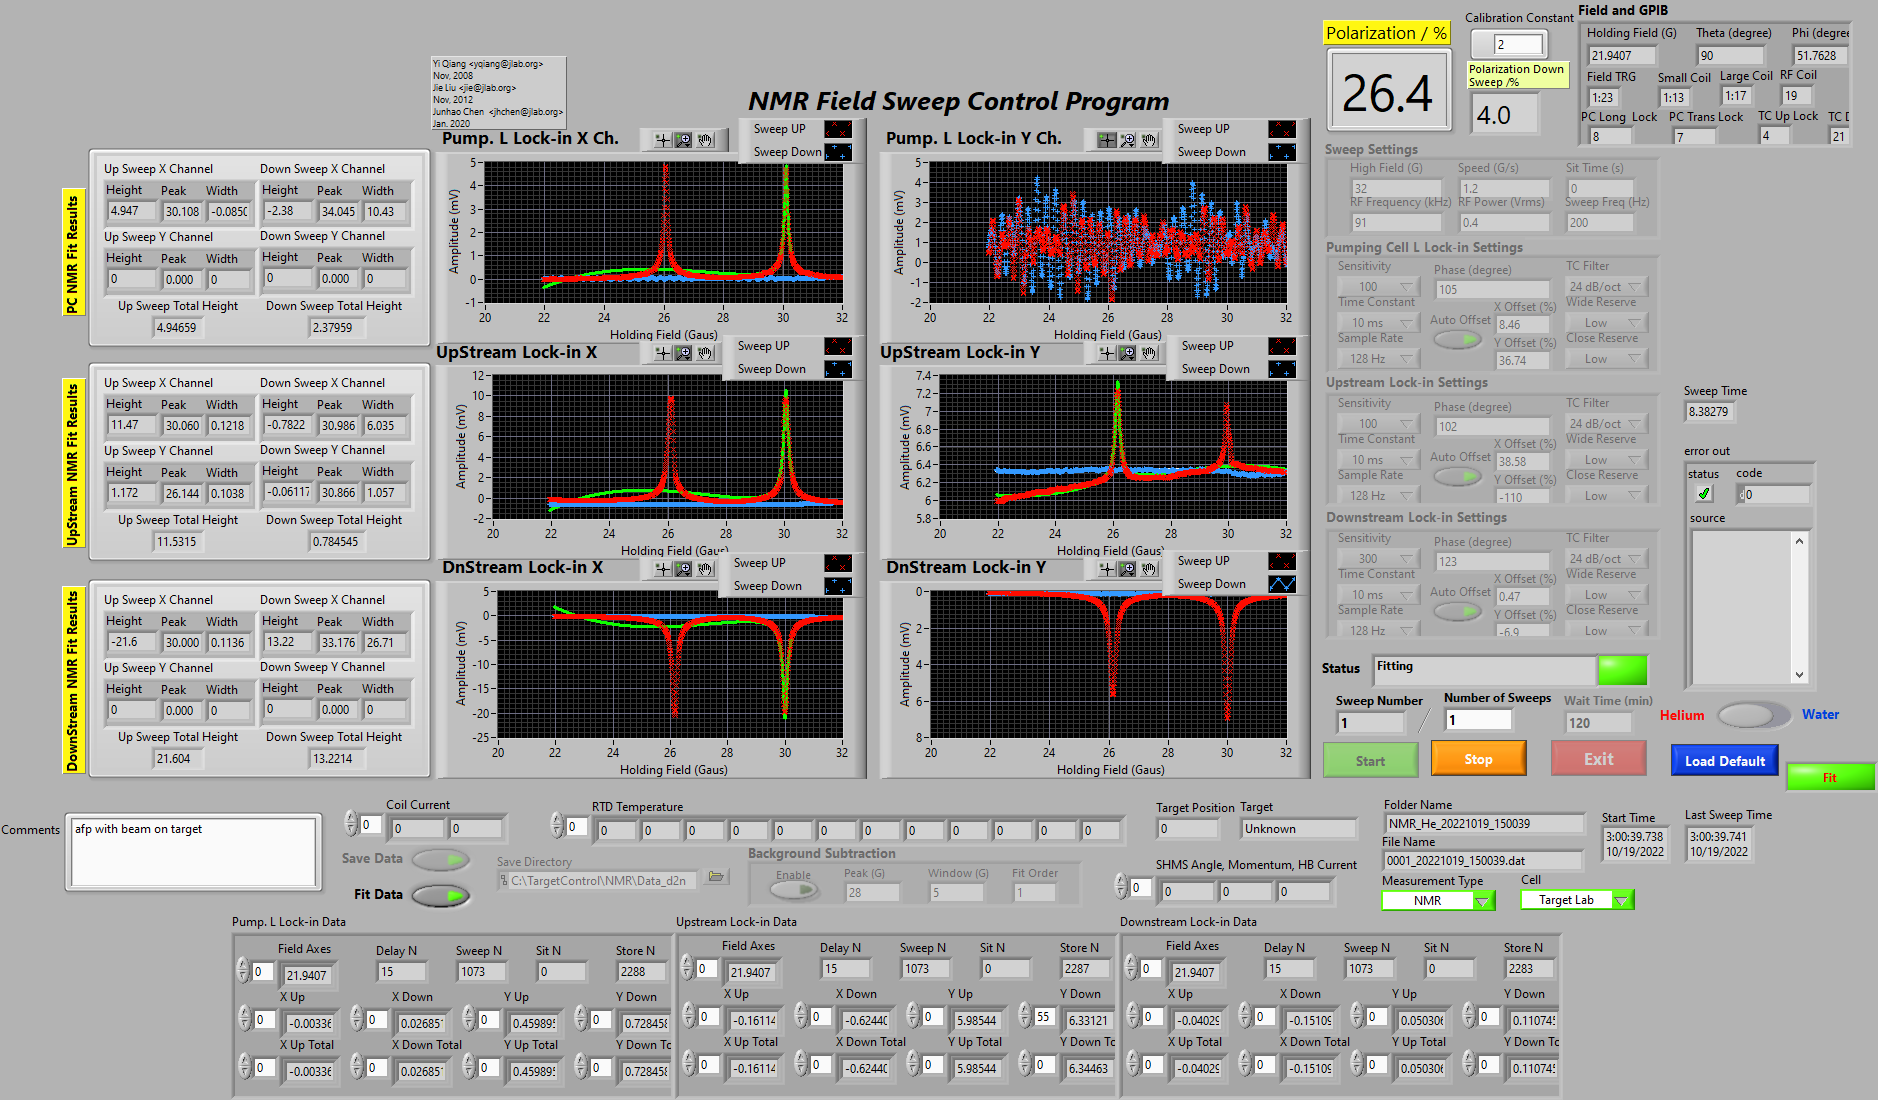 Yi Qiang <yqiang@jlab.org>
Nov, 2008
Jie Liu <jie@jlab.org>
Nov, 2012
Junhao Chen <jhchen@jlab.org>
Jan. 2020
NMR Field Sweep Control Program
Polarization / %
26.4
Calibration Constant
2
Polarization Down
Sweep /%
4.0
Field and GPIB
Holding Field (G) Theta (degree) Phi (degree
21.9407 90 51.7628
Field TRG Small Coil Large Coil RF Coil
1:23 1:13 1:17 19
PC Long Lock PC Trans Lock TC Up Lock TC D
8 7 4 21
PC NMR Fit Results
Up Sweep X Channel Down Sweep X Channel
Height Peak Width Height Peak Width
4.947 30.108 -0.0850 -2.38 34.045 10.43
Up Sweep Y Channel Down Sweep Y Channel
Height Peak Width Height Peak Width
0 0.000 0 0 0.000 0
Up Sweep Total Height Down Sweep Total Height
4.94659 2.37959
Pump. L Lock-in X Ch.
Sweep UP
Sweep Down
Amplitude (mV)
5
4
3
2
1
0
-1
20 22 24 26 28 30 32
Holding Field (Gaus)
Pump. L Lock-in Y Ch.
Sweep UP
Sweep Down
Amplitude (mV)
5
4
3
2
1
0
-1
-2
20 22 24 26 28 30 32
Holding Field (Gaus)
UpStream NMR Fit Results
Up Sweep X Channel Down Sweep X Channel
Height Peak Width Height Peak Width
11.47 30.060 0.1218 -0.7822 30.986 6.035
Up Sweep Y Channel Down Sweep Y Channel
Height Peak Width Height Peak Width
1.172 26.144 0.1038 -0.06117 30.866 1.057
Up Sweep Total Height Down Sweep Total Height
11.5315 0.784545
UpStream Lock-in X
Sweep UP
Sweep Down
Amplitude (mV)
12
10
8
6
4
2
0
-2
20 22 24 26 28 30 32
Holding Field (Gaus)
UpStream Lock-in Y
Sweep UP
Sweep Down
Amplitude (mV)
7.4
7.2
7
6.8
6.6
6.4
6.2
6
5.8
20 22 24 26 28 30 32
Holding Field (Gaus)
DownStream NMR Fit Results
Up Sweep X Channel Down Sweep X Channel
Height Peak Width Height Peak Width
-21.6 30.000 0.1136 13.22 33.176 26.71
Up Sweep Y Channel Down Sweep Y Channel
Height Peak Width Height Peak Width
0 0.000 0 0 0.000 0
Up Sweep Total Height Down Sweep Total Height
21.604 13.2214
DnStream Lock-in X
Sweep UP
Sweep Down
Amplitude (mV)
5
0
-5
-10
-15
-20
-25
20 22 24 26 28 30 32
Holding Field (Gaus)
DnStream Lock-in Y
Sweep UP
Sweep Down
Amplitude (mV)
0
2
4
6
8
20 22 24 26 28 30 32
Holding Field (Gaus)
Sweep Settings
High Field (G) Speed (G/s) Sit Time (s)
32 1.2 0
RF Frequency (kHz) RF Power (Vrms) Sweep Freq (Hz)
91 0.4 200
Pumping Cell L Lock-in Settings
Sensitivity Phase (degree) TC Filter
100 105 24 dB/oct
Time Constant X Offset (%) Wide Reserve
10 ms Auto Offset 8.46 Low
Sample Rate Y Offset (%) Close Reserve
128 Hz 36.74 Low
Upstream Lock-in Settings
Sensitivity Phase (degree) TC Filter
100 102 24 dB/oct
Time Constant X Offset (%) Wide Reserve
10 ms Auto Offset 38.58 Low
Sample Rate Y Offset (%) Close Reserve
128 Hz -110 Low
Downstream Lock-in Settings
Sensitivity Phase (degree) TC Filter
300 123 24 dB/oct
Time Constant X Offset (%) Wide Reserve
10 ms Auto Offset 0.47 Low
Sample Rate Y Offset (%) Close Reserve
128 Hz -6.9 Low
Sweep Time
8.38279
error out
status code
0
source
Status Fitting
Sweep Number Number of Sweeps Wait Time (min)
1 / 1 120
Helium Water
Start Stop Exit Load Default Fit
Comments
afp with beam on target
Coil Current
0 0 0
Save Data
Fit Data
RTD Temperature
0 0 0 0 0 0 0 0 0 0 0 0 0
Save Directory
C:\TargetControl\NMR\Data_d2n
Background Subtraction
Enable Peak (G) Window (G) Fit Order
28 5 1
Target Position Target
0 Unknown
SHMS Angle, Momentum, HB Current
0 0 0 0
Folder Name
NMR_He_20221019_150039
File Name
0001_20221019_150039.dat
Measurement Type Cell
NMR Target Lab
Start Time
3:00:39.738
10/19/2022
Last Sweep Time
3:00:39.741
10/19/2022
Pump. L Lock-in Data
Field Axes Delay N Sweep N Sit N Store N
0 21.9407 15 1073 0 2288
X Up X Down Y Up Y Down
0 -0.00336 0 0.02685 0 0.459895 0 0.728458
X Up Total X Down Total Y Up Total Y Down To
0 -0.00336 0 0.02685 0 0.459895 0 0.728458
Upstream Lock-in Data
Field Axes Delay N Sweep N Sit N Store N
0 21.9407 15 1073 0 2287
X Up X Down Y Up Y Down
0 -0.16114 0 -0.62440 0 5.98544 55 6.33121
X Up Total X Down Total Y Up Total Y Down Tc
0 -0.16114 0 -0.62440 0 5.98544 0 6.34463
Downstream Lock-in Data
Field Axes Delay N Sweep N Sit N Store N
0 21.9407 15 1073 0 2283
X Up X Down Y Up Y Down
0 -0.04029 0 -0.15109 0 0.050306 0 0.110745
X Up Total X Down Total Y Up Total Y Down Tc
0 -0.04029 0 -0.15109 0 0.050306 0 0.110745